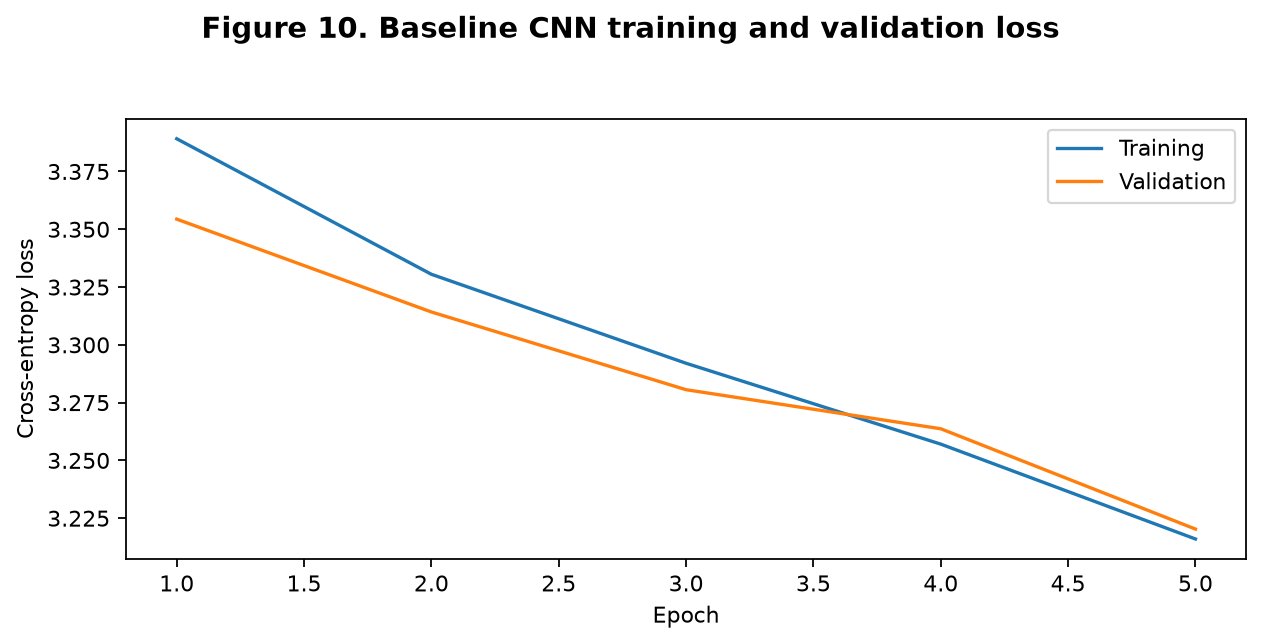 Figure 10. Baseline CNN training and validation loss
Training
Validation
Cross-entropy loss
3.375
3.350
3.325
3.300
3.275
3.250
3.225
1.0 1.5 2.0 2.5 3.0 3.5 4.0 4.5 5.0
Epoch